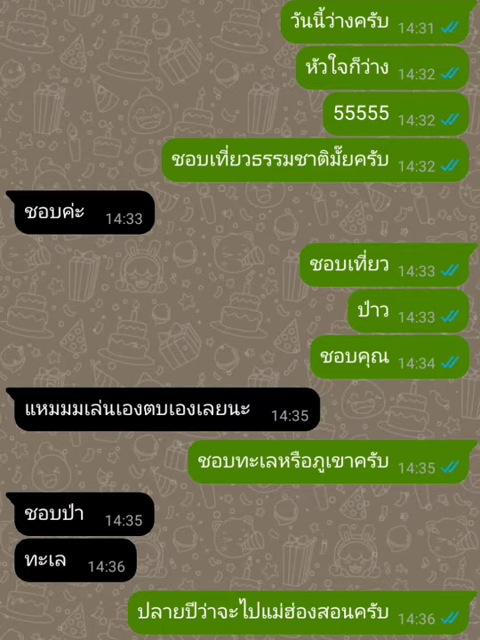 วันนี้ว่างครับ 14:31
หัวใจก็ว่าง 14:32
55555 14:32
ชอบเที่ยวธรรมชาติมั๊ยครับ 14:32
ชอบค่ะ 14:33
ชอบเที่ยว 14:33
ป่าว 14:33
ชอบคุณ 14:34
แหมมมเล่นเองตบเองเลยนะ 14:35
ชอบทะเลหรือภูเขาครับ 14:35
ชอบป่า 14:35
ทะเล 14:36
ปลายปีว่าจะไปแม่ฮ่องสอนครับ 14:36